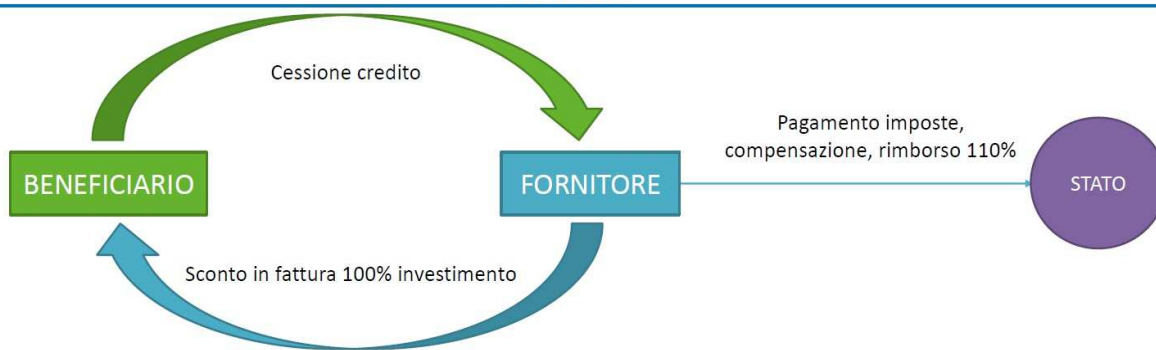 Cessione credito
Pagamento imposte,
compensazione, rimborso 110%
BENEFICIARIO
FORNITORE
STATO
Sconto in fattura 100% investimento